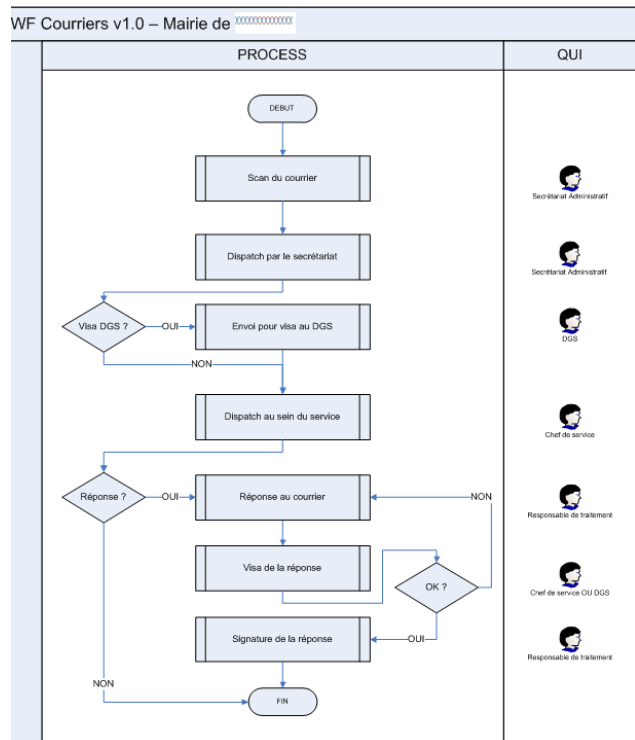 WF Courriers v1.0 – Mairie de
PROCESS
QUI
DEBUT
Scan du courrier
Secrétariat Administratif
Dispatch par le secrétariat
Secrétariat Administratif
Visa DGS ?
OUI
Envoi pour visa au DGS
DGS
NON
Dispatch au sein du service
Chef de service
Réponse ?
OUI
Réponse au courrier
NON
Responsable de traitement
Visa de la réponse
OK ?
Chef de service OU DGS
Signature de la réponse
OUI
Responsable de traitement
NON
FIN